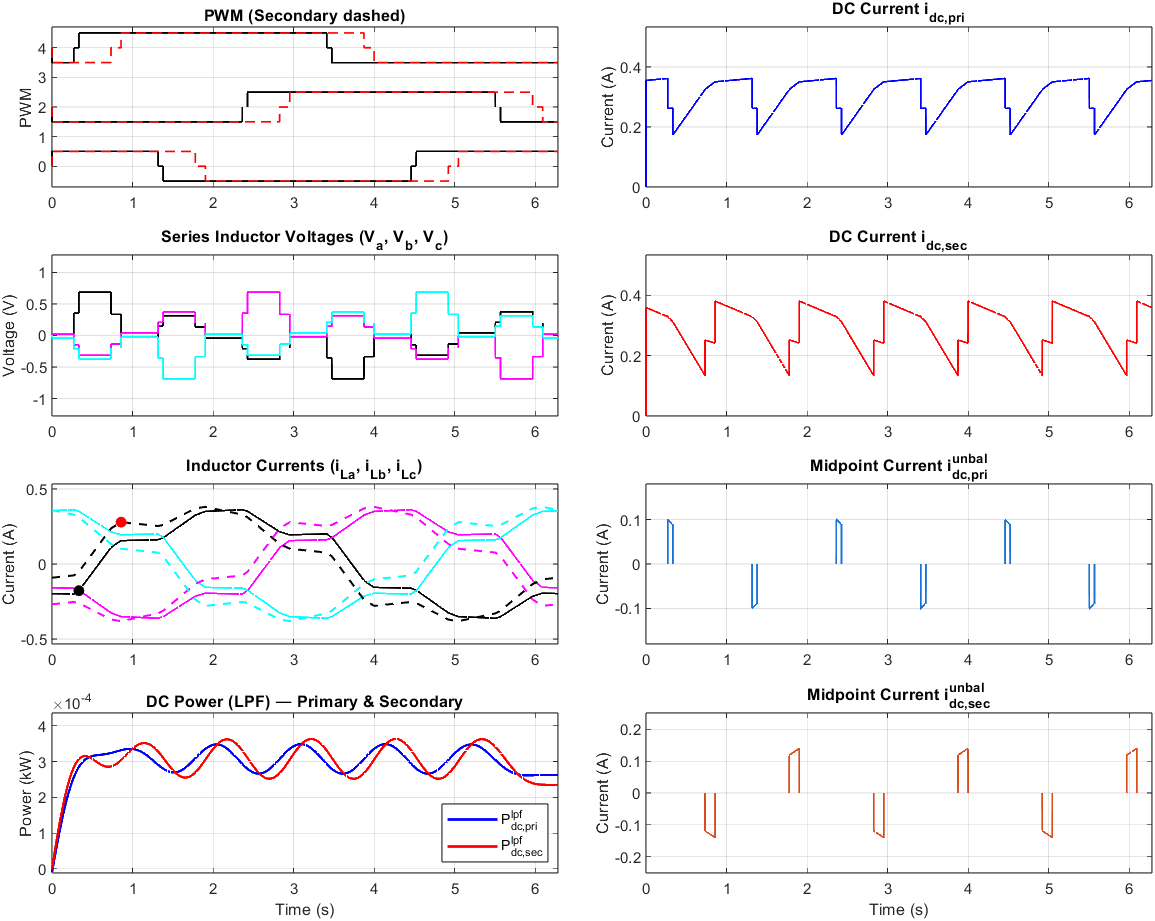 PWM (Secondary dashed)
PWM
4
3
2
1
0
0 1 2 3 4 5 6
Time (s)
DC Current i_dc,pri
Current (A)
0.4
0.2
0
0 1 2 3 4 5 6
Time (s)
Series Inductor Voltages (V_a, V_b, V_c)
Voltage (V)
1
0.5
0
-0.5
-1
0 1 2 3 4 5 6
Time (s)
DC Current i_dc,sec
Current (A)
0.4
0.2
0
0 1 2 3 4 5 6
Time (s)
Inductor Currents (i_La, i_Lb, i_Lc)
Current (A)
0.5
0
-0.5
0 1 2 3 4 5 6
Time (s)
Midpoint Current i^unbal_dc,pri
Current (A)
0.1
0
-0.1
0 1 2 3 4 5 6
Time (s)
DC Power (LPF) — Primary & Secondary
×10^-4
Power (kW)
4
3
2
1
0
P^lpf_dc,pri
P^lpf_dc,sec
0 1 2 3 4 5 6
Time (s)
Midpoint Current i^unbal_dc,sec
Current (A)
0.2
0.1
0
-0.1
-0.2
0 1 2 3 4 5 6
Time (s)